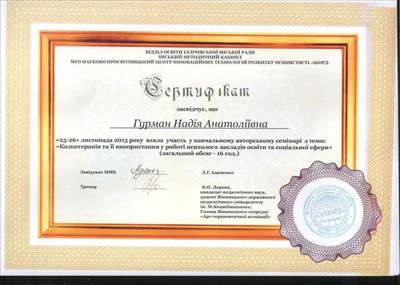 ВІДДІЛ ОСВІТИ ІЛЛІЧІВСЬКОЇ МІСЬКОЇ РАДИ
МІСЬКИЙ МЕТОДИЧНИЙ КАБІНЕТ
МГО НАУКОВО ПРОСВІТНИЦЬКИЙ ЦЕНТР ІННОВАЦІЙНИХ ТЕХНОЛОГІЙ РОЗВИТКУ ОСОБИСТОСТІ «АКОРД»
Сертифікат
засвідчує, що
Гурман Надія Анатоліївна
«25-26» листопада 2013 року взяла участь у навчальному авторському семінарі з теми:
«Казкотерапія та її використання у роботі психолога закладів освіти та соціальної сфери»
(загальний обсяг - 16 год.)
Завідувач ММК Л.Г.Адаменко
Тренер О.О. Деркач,
кандидат педагогічних наук,
доцент Вінницького державного
педагогічного університету
ім. М.Коцюбинського,
Голова Вінницького осередку
«Арт-терапевтичної асоціації»